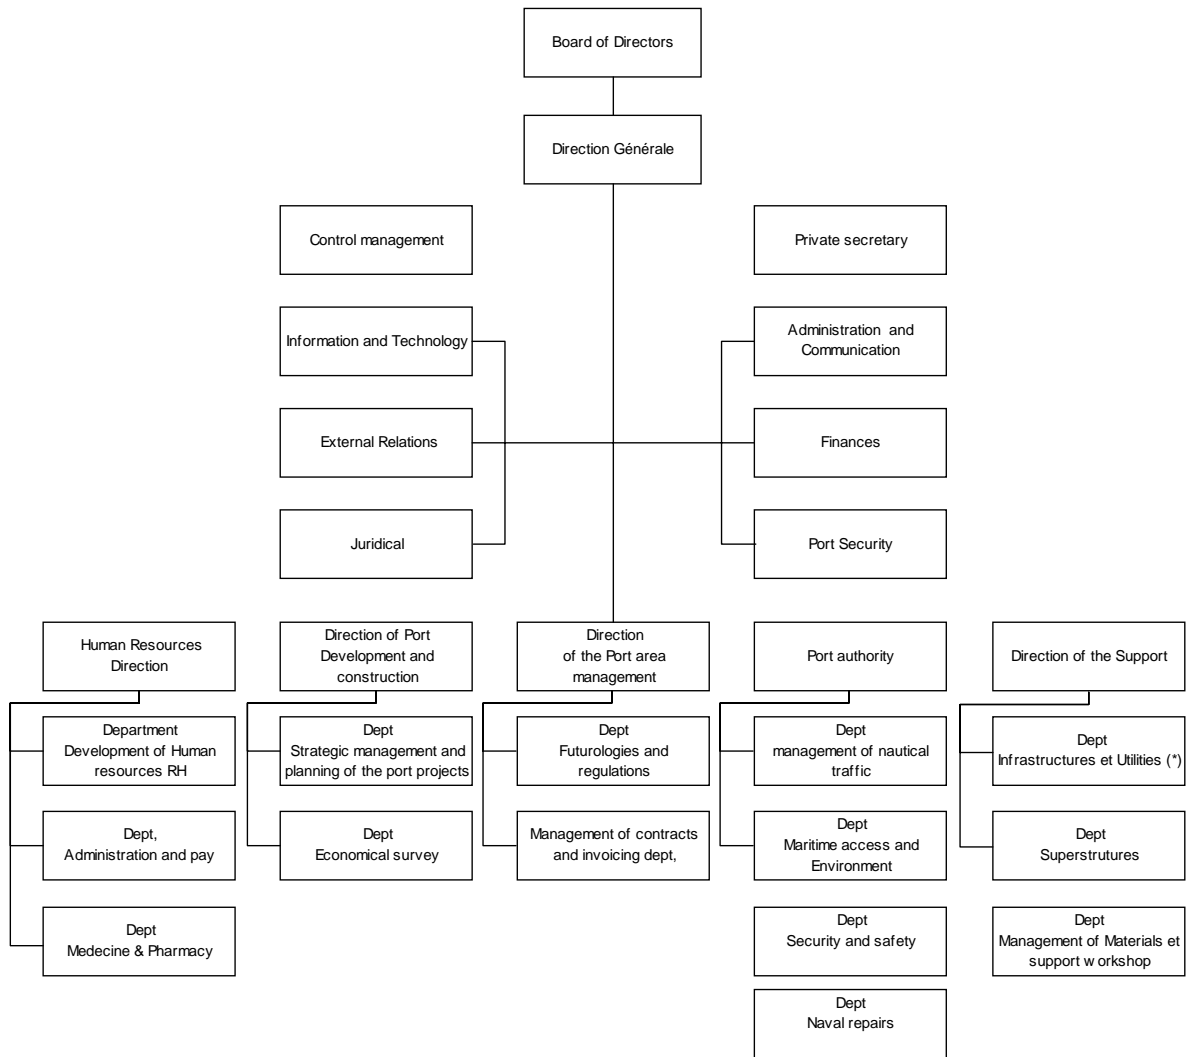 Board of Directors
Direction Générale
Control management
Private secretary
Information and Technology
Administration and
Communication
External Relations
Finances
Juridical
Port Security
Human Resources
Direction
Direction of Port
Development and
construction
Direction
of the Port area
management
Port authority
Direction of the Support
Department
Development of Human
resources RH
Dept
Strategic management and
planning of the port projects
Dept
Futurologies and
regulations
Dept
management of nautical
traffic
Dept
Infrastructures et Utilities (*)
Dept,
Administration and pay
Dept
Economical survey
Management of contracts
and invoicing dept,
Dept
Maritime access and
Environment
Dept
Superstrutures
Dept
Medecine & Pharmacy
Dept
Security and safety
Dept
Management of Materials et
support workshop
Dept
Naval repairs